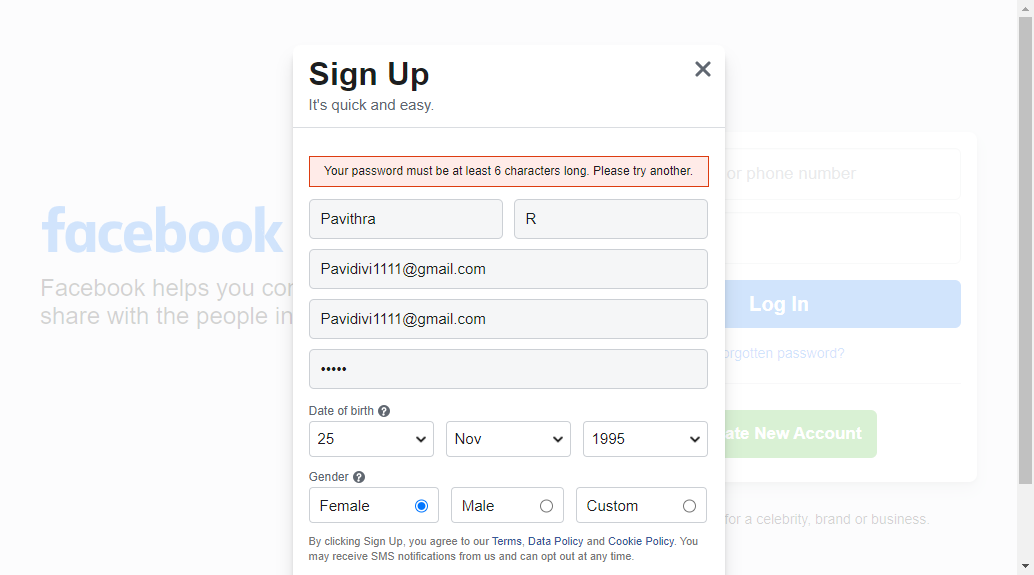 Sign Up
It's quick and easy.
Your password must be at least 6 characters long. Please try another.
Pavithra
R
Pavidivi1111@gmail.com
Pavidivi1111@gmail.com
•••••
Date of birth
25
Nov
1995
Gender
Female
Male
Custom
By clicking Sign Up, you agree to our Terms, Data Policy and Cookie Policy. You
may receive SMS notifications from us and can opt out at any time.
facebook
Facebook helps you
share with the people in
or phone number
Log In
password?
New Account
for a celebrity, brand or business.